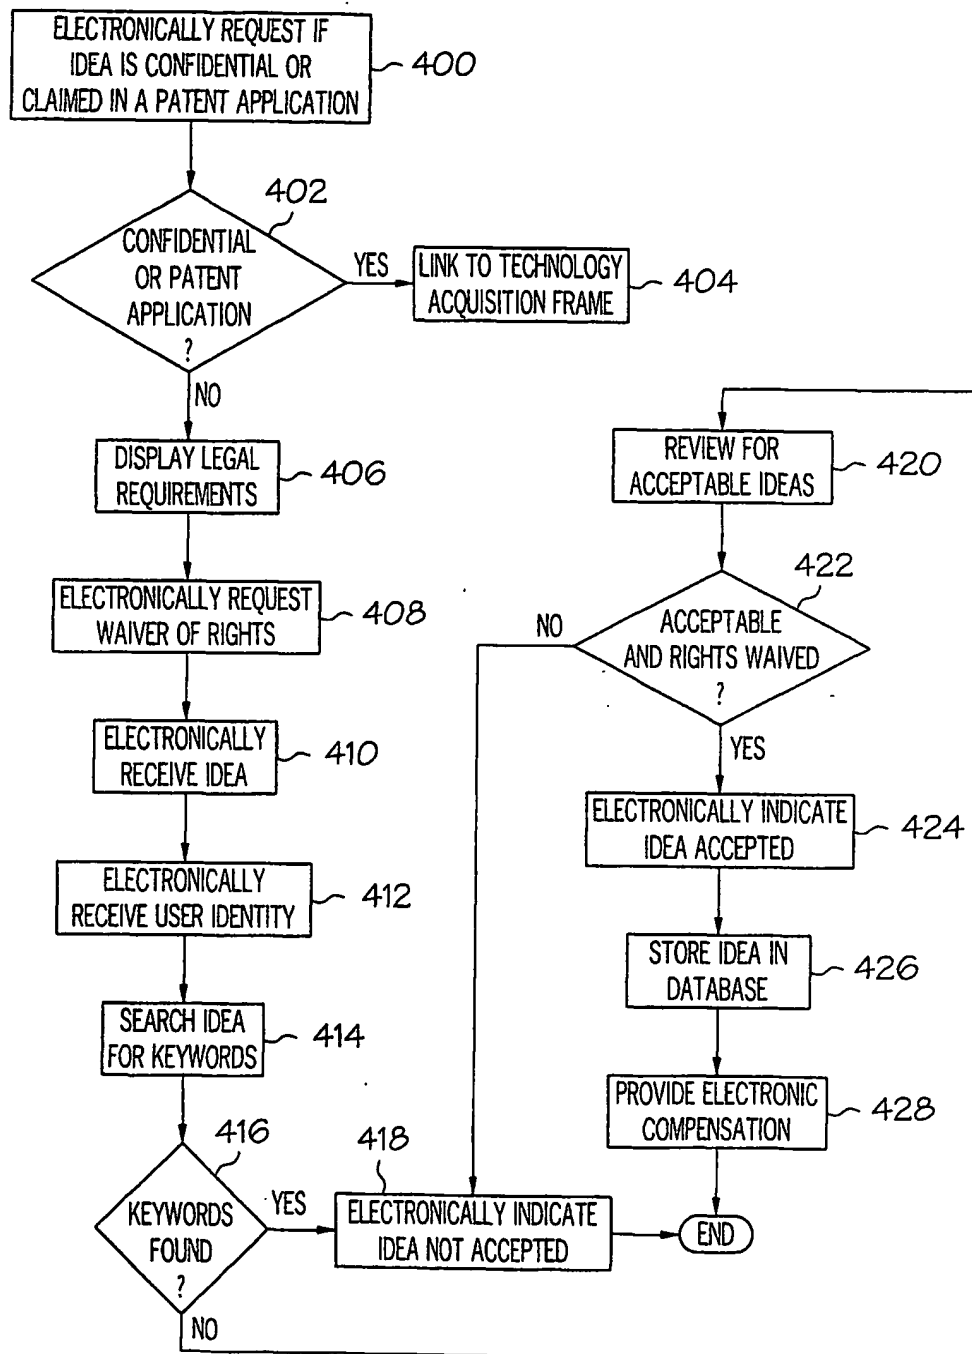 ELECTRONICALLY REQUEST IF
IDEA IS CONFIDENTIAL OR
CLAIMED IN A PATENT APPLICATION
400
402
CONFIDENTIAL
OR PATENT
APPLICATION
?
YES
LINK TO TECHNOLOGY
ACQUISITION FRAME
404
NO
DISPLAY LEGAL
REQUIREMENTS
406
ELECTRONICALLY REQUEST
WAIVER OF RIGHTS
408
ELECTRONICALLY
RECEIVE IDEA
410
ELECTRONICALLY
RECEIVE USER IDENTITY
412
SEARCH IDEA
FOR KEYWORDS
414
416
KEYWORDS
FOUND
?
YES
NO
418
ELECTRONICALLY INDICATE
IDEA NOT ACCEPTED
REVIEW FOR
ACCEPTABLE IDEAS
420
422
ACCEPTABLE
AND RIGHTS WAIVED
?
NO
YES
ELECTRONICALLY INDICATE
IDEA ACCEPTED
424
STORE IDEA IN
DATABASE
426
PROVIDE ELECTRONIC
COMPENSATION
428
END